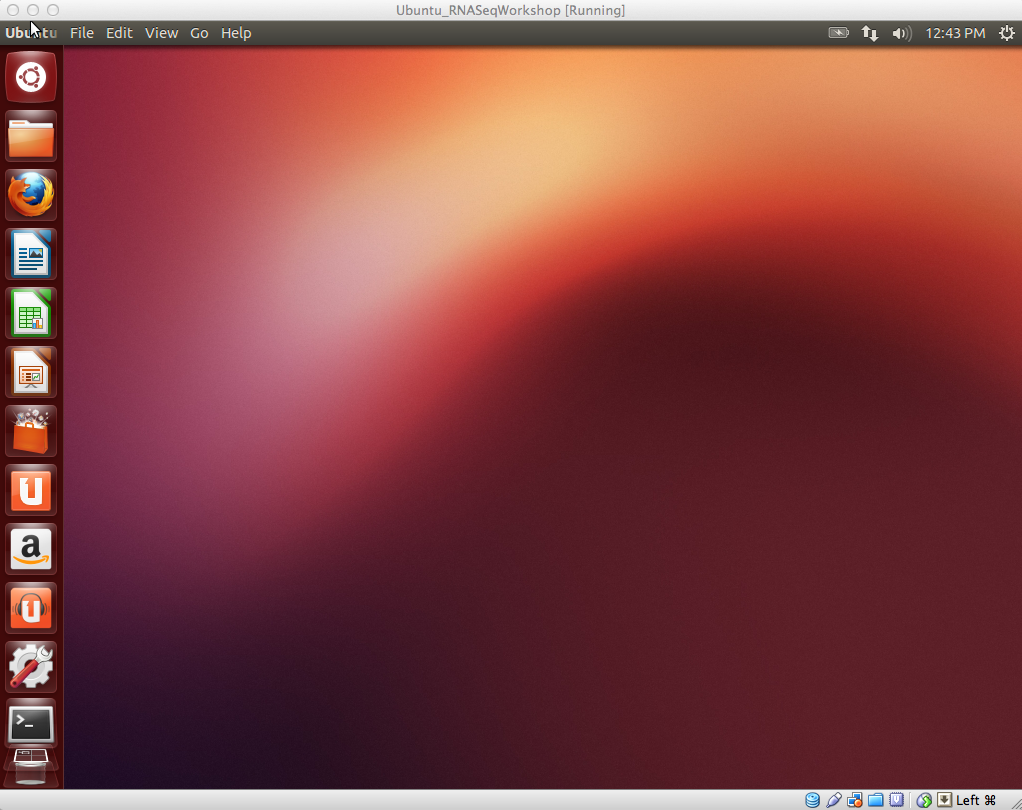 Ubuntu_RNASeqWorkshop [Running]
Ubuntu File Edit View Go Help 12:43 PM
U
a
U
>_
Left ⌘